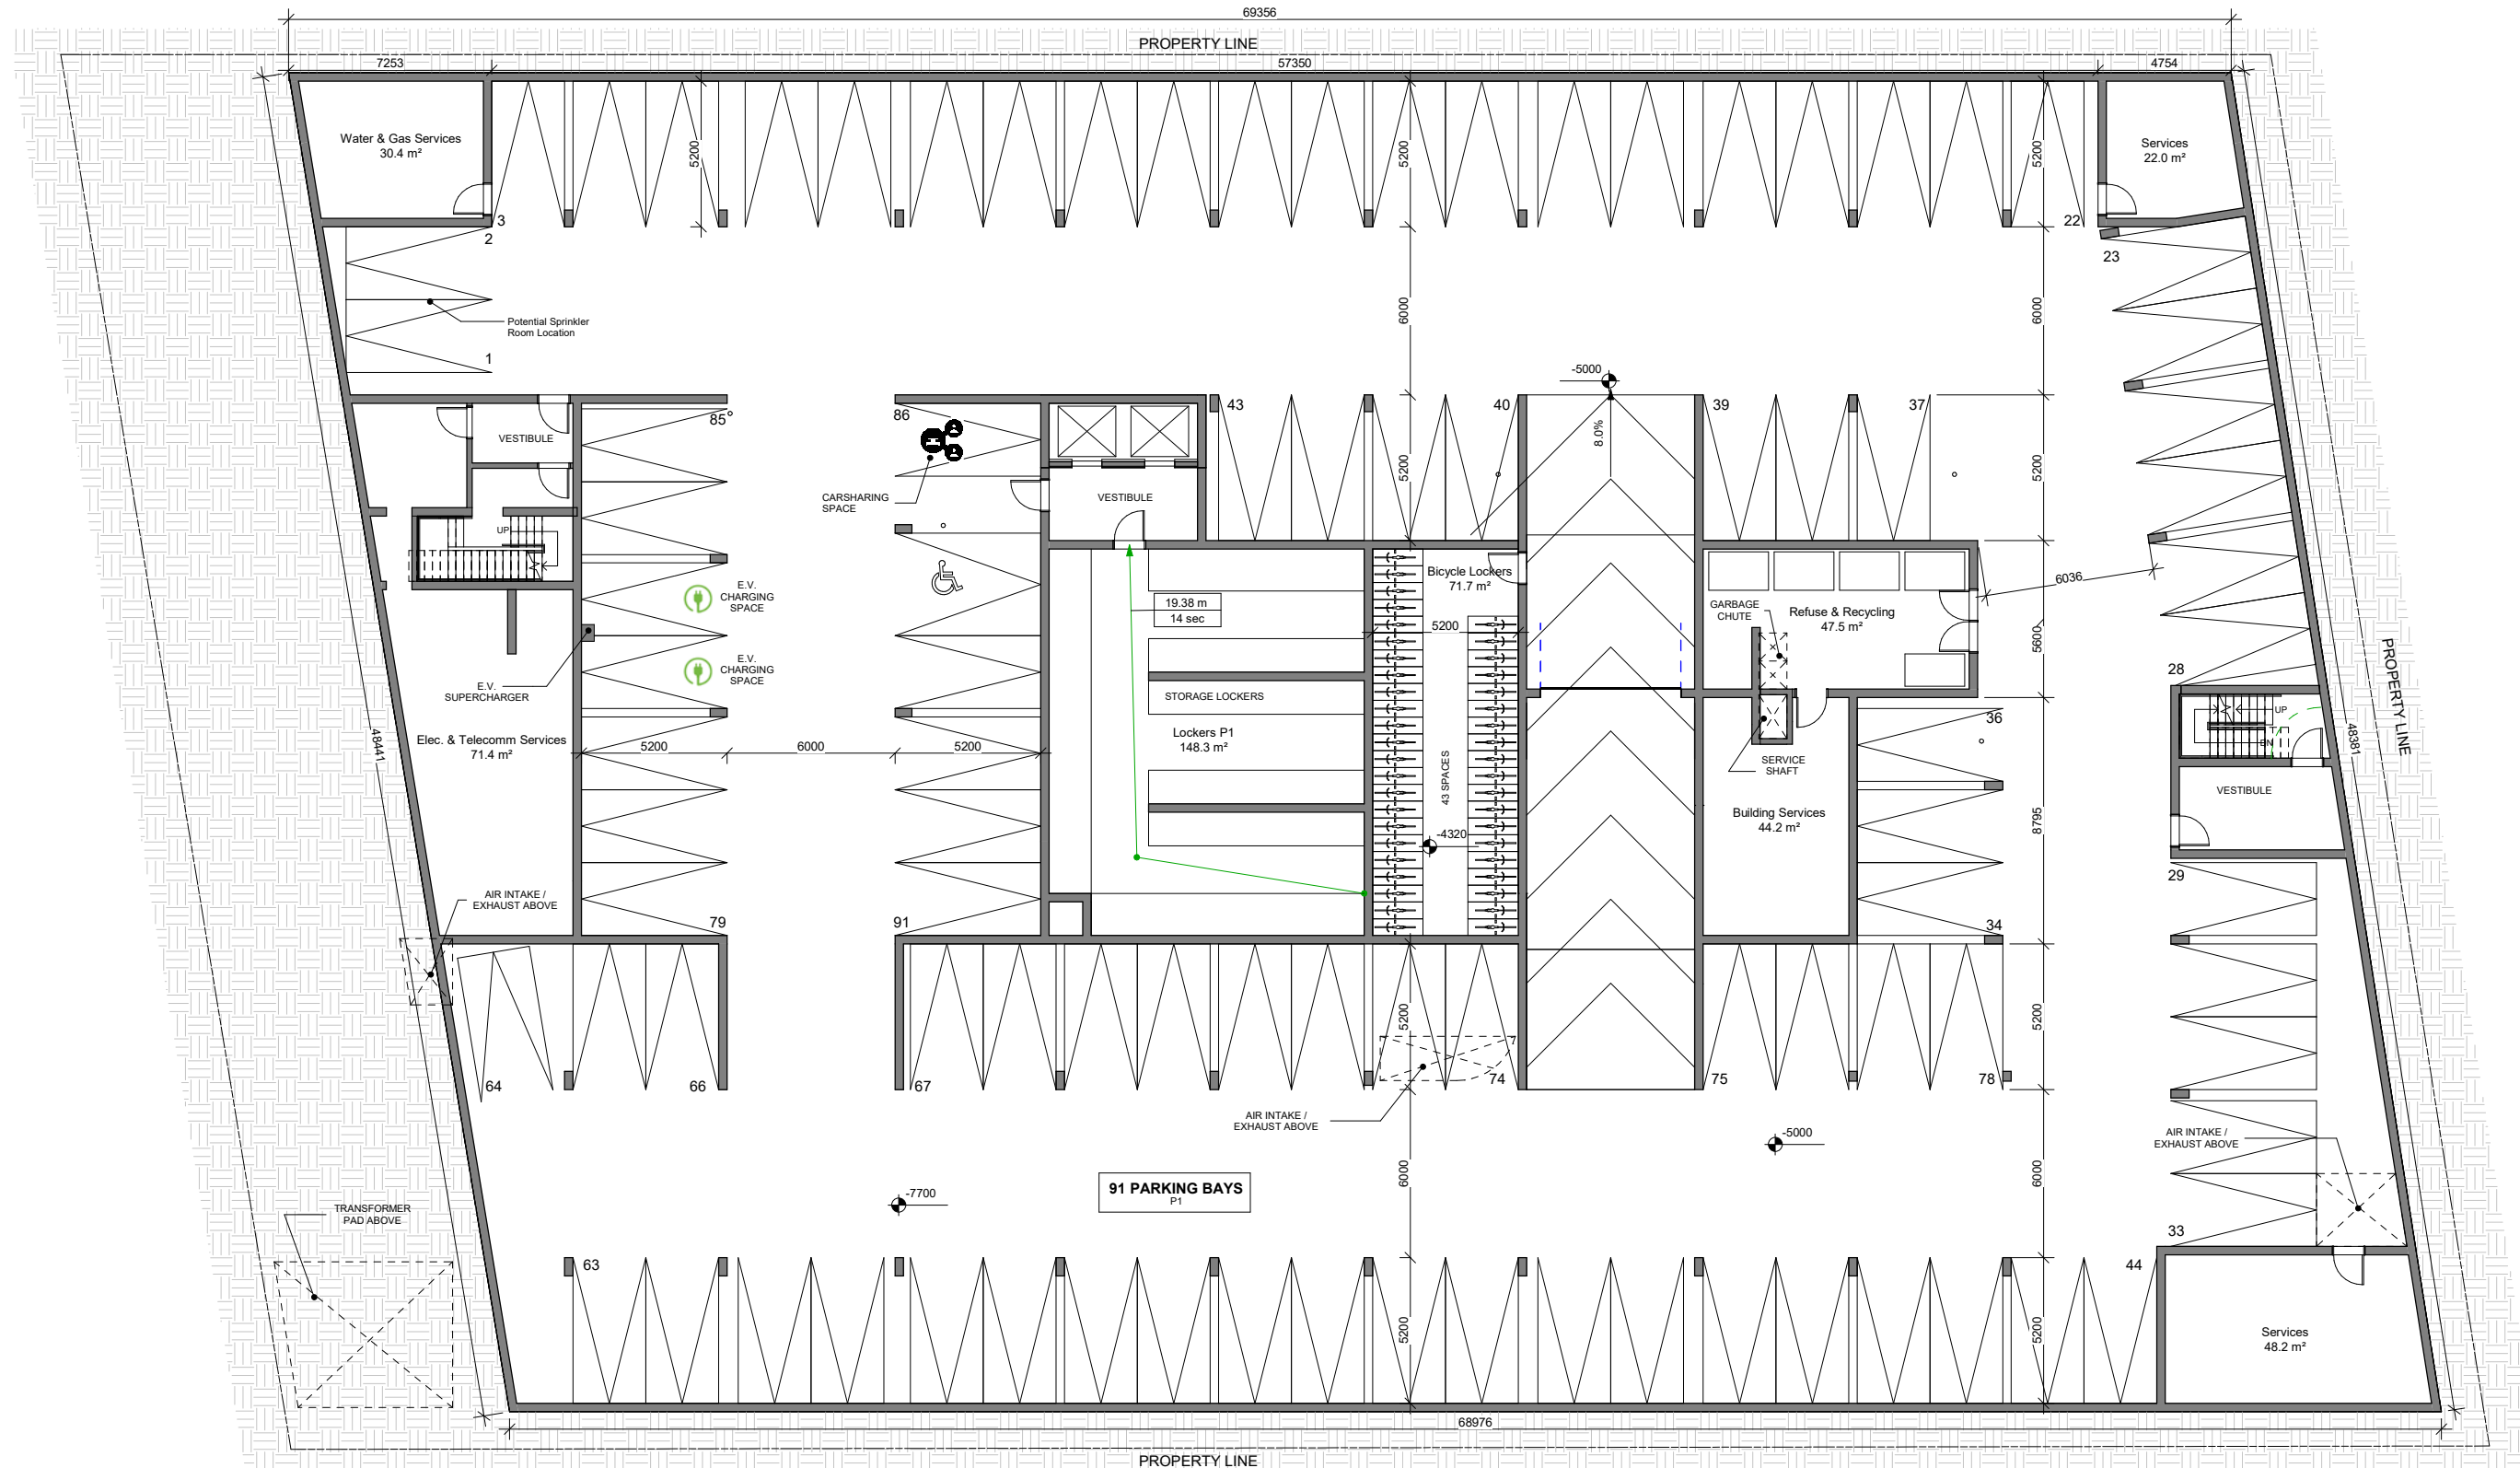 69356
PROPERTY LINE
7253
57350
4754
Water & Gas Services
30.4 m²
5200
5200
5200
Services
22.0 m²
3
2
22
23
Potential Sprinkler
Room Location
6000
6000
1
-5000
85
86
43
40
39
37
8.0%
VESTIBULE
CARSHARING
SPACE
VESTIBULE
5200
5200
UP
E.V.
CHARGING
SPACE
19.38 m
14 sec
Bicycle Lockers
71.7 m²
GARBAGE
CHUTE
Refuse & Recycling
47.5 m²
6036
5200
5600
E.V.
CHARGING
SPACE
E.V.
SUPERCHARGER
STORAGE LOCKERS
28
PROPERTY LINE
36
UP
DN
48441
Elec. & Telecomm Services
71.4 m²
5200
6000
5200
Lockers P1
148.3 m²
43 SPACES
SERVICE
SHAFT
48381
VESTIBULE
-4320
Building Services
44.2 m²
8795
29
AIR INTAKE /
EXHAUST ABOVE
79
91
34
5200
5200
64
66
67
74
75
78
AIR INTAKE /
EXHAUST ABOVE
-5000
AIR INTAKE /
EXHAUST ABOVE
6000
6000
91 PARKING BAYS
P1
-7700
TRANSFORMER
PAD ABOVE
33
63
44
5200
5200
Services
48.2 m²
68976
PROPERTY LINE